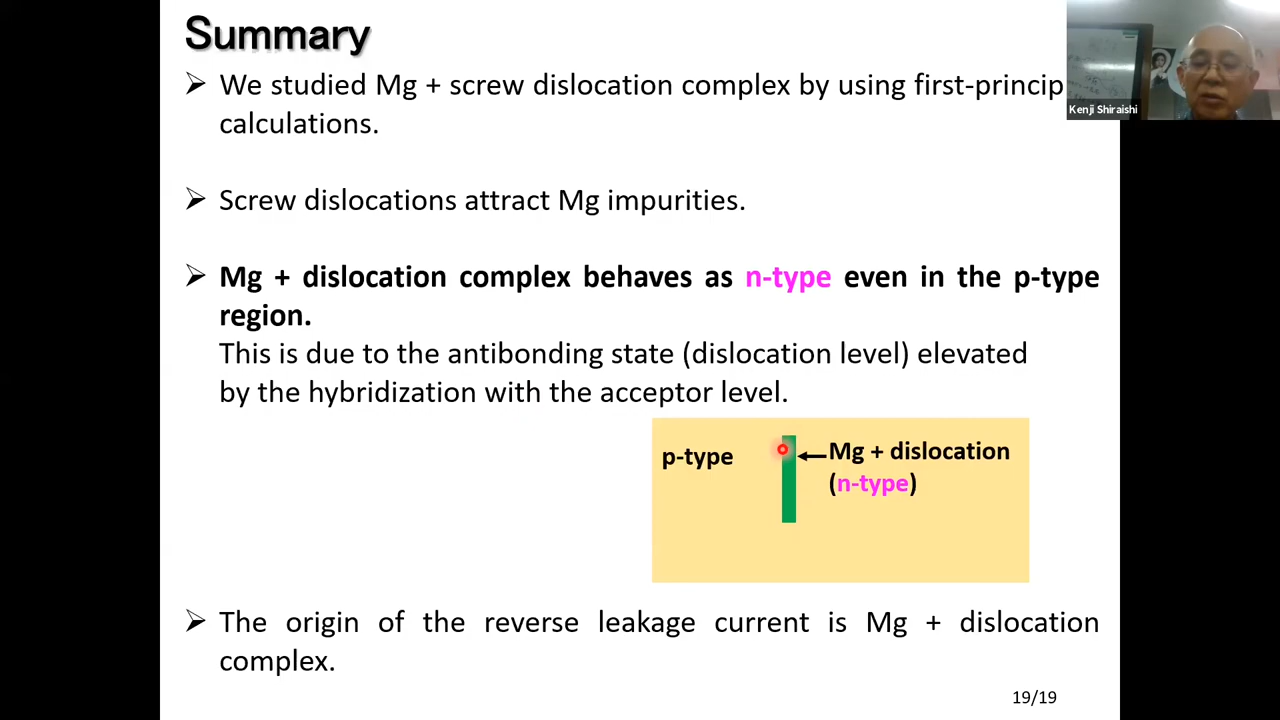 Summary
➢ We studied Mg + screw dislocation complex by using first-princip
calculations.
➢ Screw dislocations attract Mg impurities.
➢ Mg + dislocation complex behaves as n-type even in the p-type
region.
This is due to the antibonding state (dislocation level) elevated
by the hybridization with the acceptor level.
p-type
Mg + dislocation
(n-type)
➢ The origin of the reverse leakage current is Mg + dislocation
complex.
19/19
Kenji Shiraishi